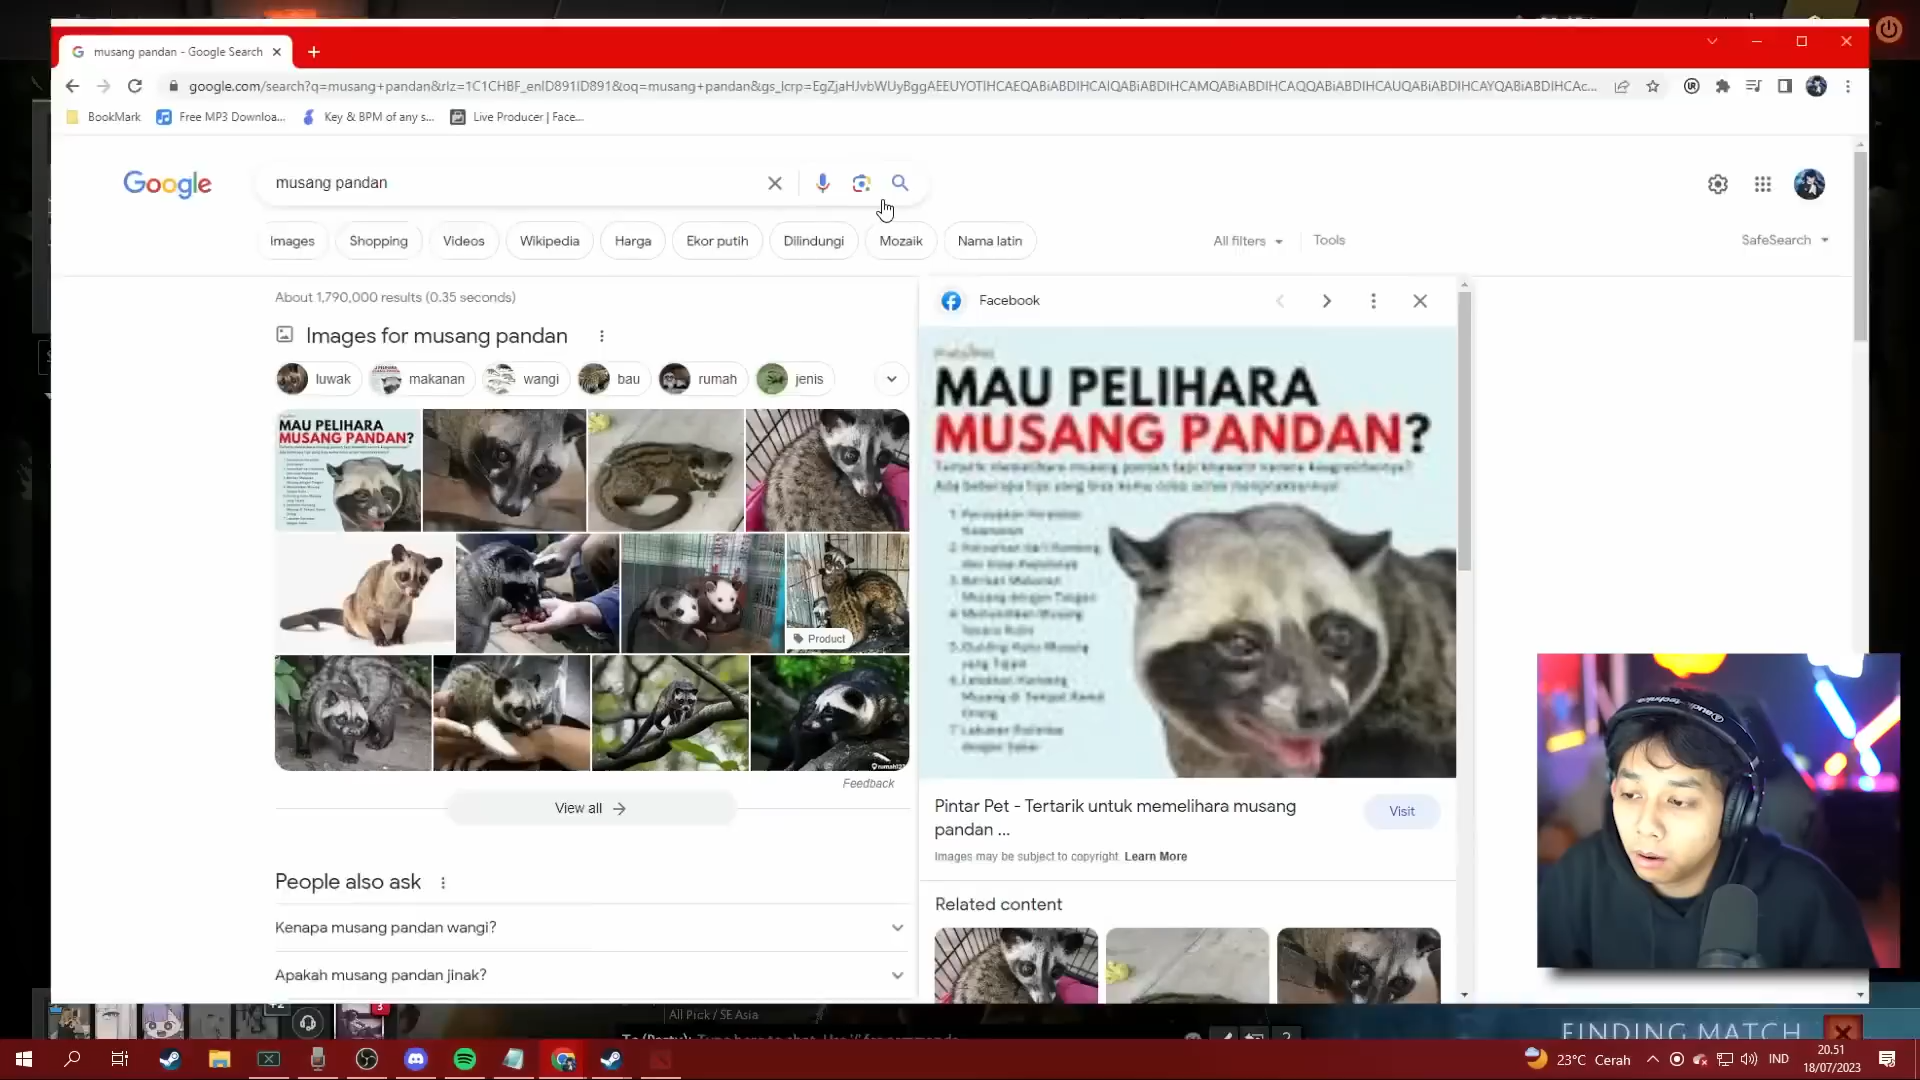 musang pandan - Google Search
google.com/search?q=musang+pandan&rlz=1C1CHBF_enID891ID891&oq=musang+pandan&gs_lcrp=EgZjaHJvbWUyBggAEEUYOTIHCAEQABiABDIHCAIQABiABDIHCAMQABiABDIHCAQQABiABDIHCAUQABiABDIHCAYQABiABDIHCAc...
BookMark
Free MP3 Downloa...
Key & BPM of any s...
Live Producer | Face...
Google
musang pandan
Images
Shopping
Videos
Wikipedia
Harga
Ekor putih
Dilindungi
Mozaik
Nama latin
All filters
Tools
SafeSearch
About 1,790,000 results (0.35 seconds)
Images for musang pandan
luwak
makanan
wangi
bau
rumah
jenis
MAU PELIHARA
MUSANG PANDAN?
Product
Feedback
View all
People also ask
Kenapa musang pandan wangi?
Apakah musang pandan jinak?
Facebook
MAU PELIHARA
MUSANG PANDAN?
Pintar Pet - Tertarik untuk memelihara musang
pandan ...
Visit
Images may be subject to copyright. Learn More
Related content
audio-technica
All Pick / SE Asia
FINDING MATCH
23°C Cerah
IND
20.51
18/07/2023